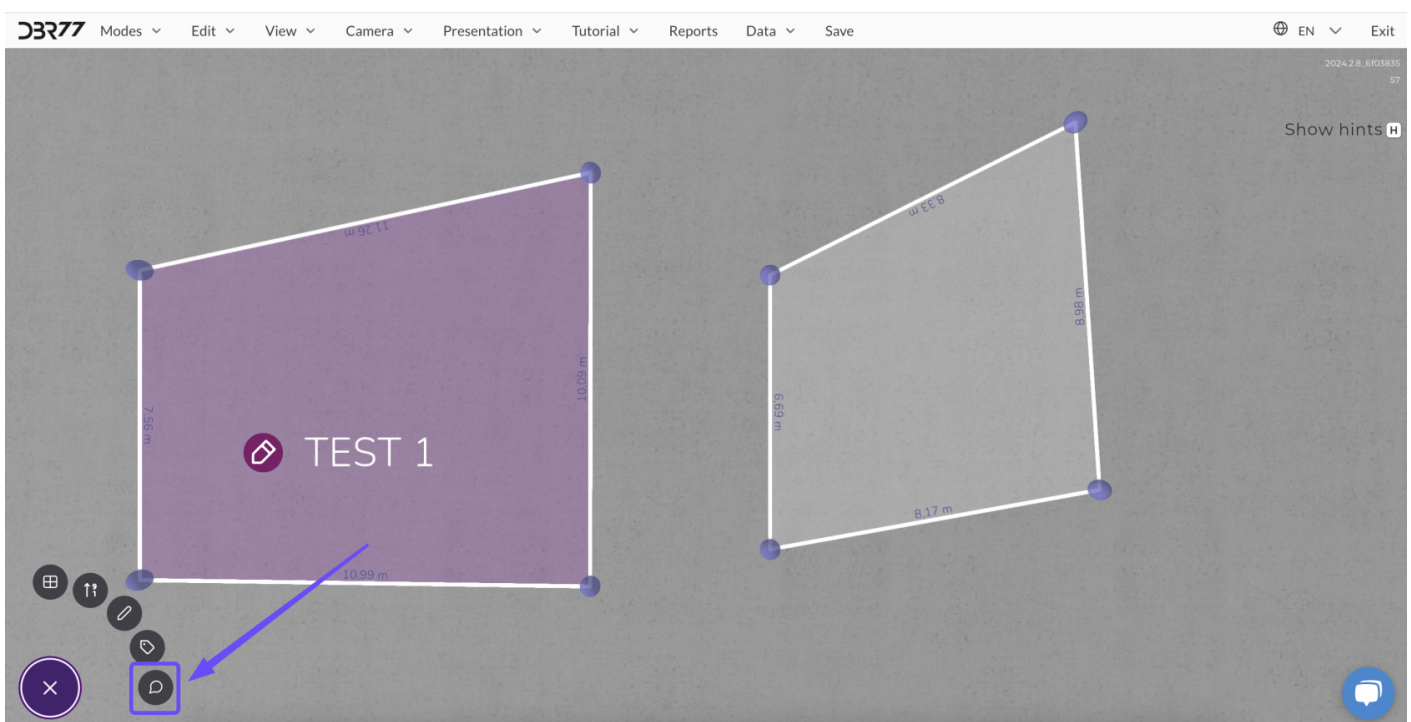 DBR77 Modes Edit View Camera Presentation Tutorial Reports Data Save EN Exit
2024.2.8_6f03835
57
Show hints H
8,33 m
11,26 m
8,98 m
10,09 m
6,69 m
7,56 m
TEST 1
8,17 m
10,99 m